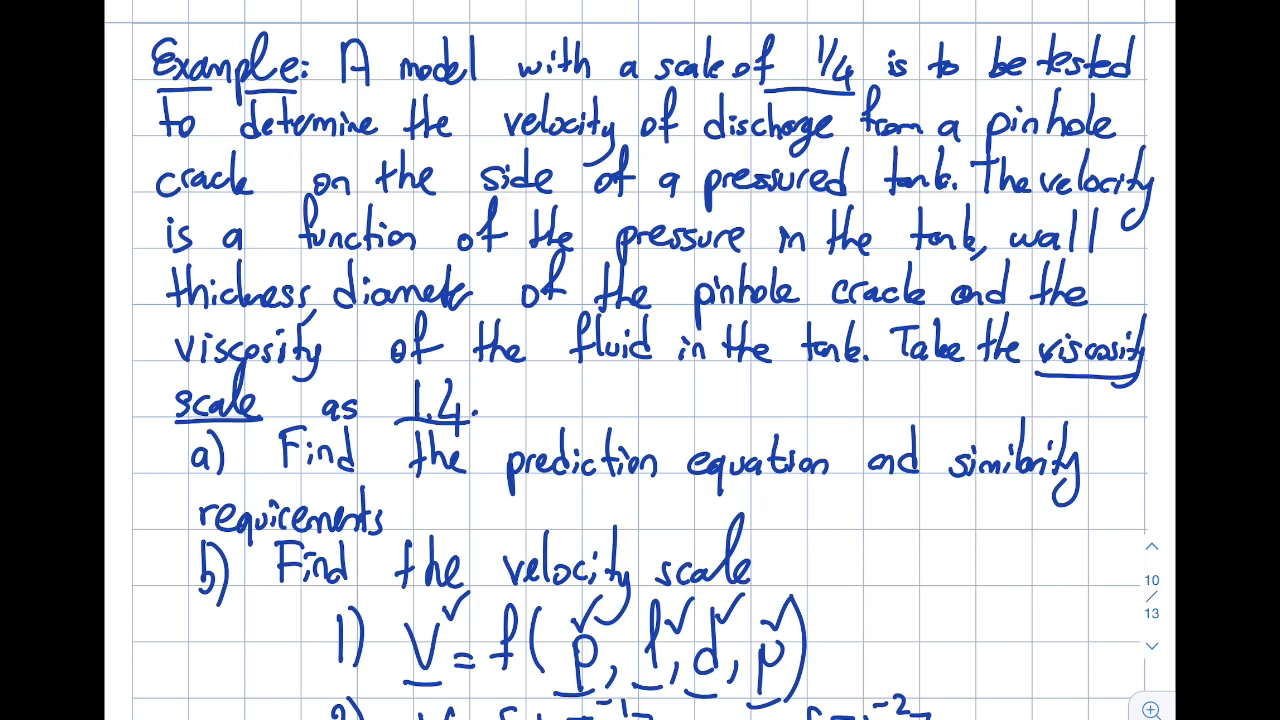 Example: A model with a scale of 1/4 is to be tested
to determine the velocity of discharge from a pinhole
crack on the side of a pressured tank. The velocity
is a function of the pressure in the tank, wall
thickness, diameter of the pinhole crack and the
viscosity of the fluid in the tank. Take the viscosity
scale as 1.4.
a) Find the prediction equation and similarity
requirements
b) Find the velocity scale
1) V = f(p, l, d, μ)
10
/
13